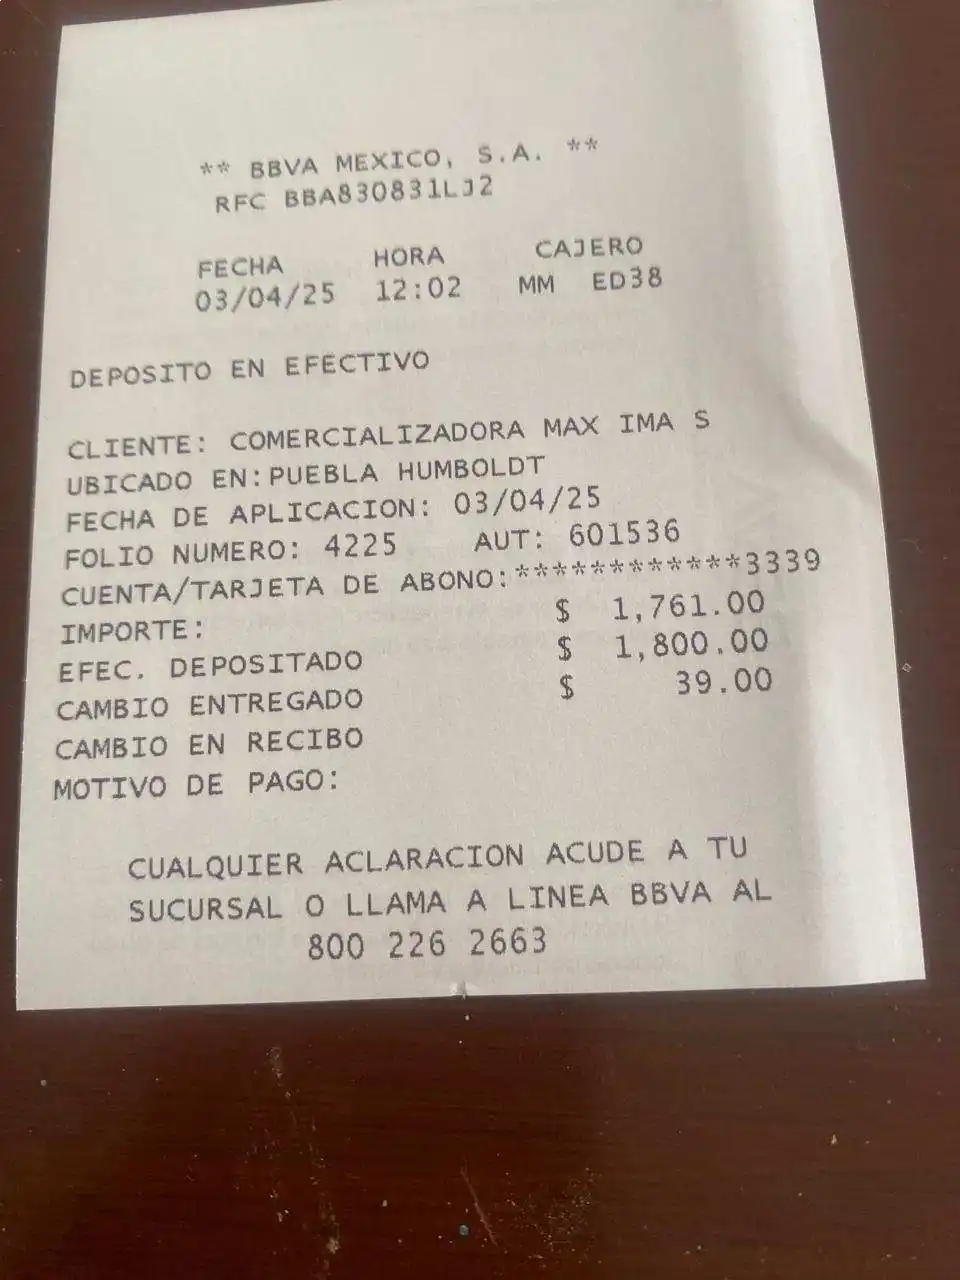 ** BBVA MEXICO, S.A. **
RFC BBA830831LJ2
FECHA HORA CAJERO
03/04/25 12:02 MM ED38
DEPOSITO EN EFECTIVO
CLIENTE: COMERCIALIZADORA MAX IMA S
UBICADO EN:PUEBLA HUMBOLDT
FECHA DE APLICACION: 03/04/25
FOLIO NUMERO: 4225 AUT: 601536
CUENTA/TARJETA DE ABONO:************3339
IMPORTE: $ 1,761.00
EFEC. DEPOSITADO $ 1,800.00
CAMBIO ENTREGADO $ 39.00
CAMBIO EN RECIBO
MOTIVO DE PAGO:
CUALQUIER ACLARACION ACUDE A TU
SUCURSAL O LLAMA A LINEA BBVA AL
800 226 2663